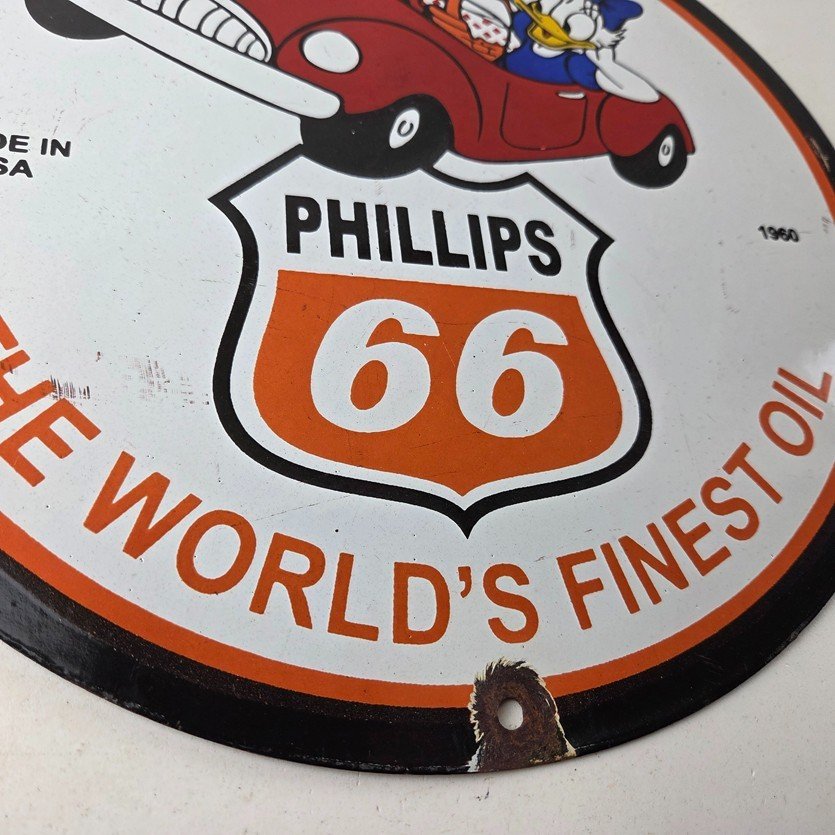 DE IN
SA
PHILLIPS
66
1960
HE WORLD'S FINEST OIL